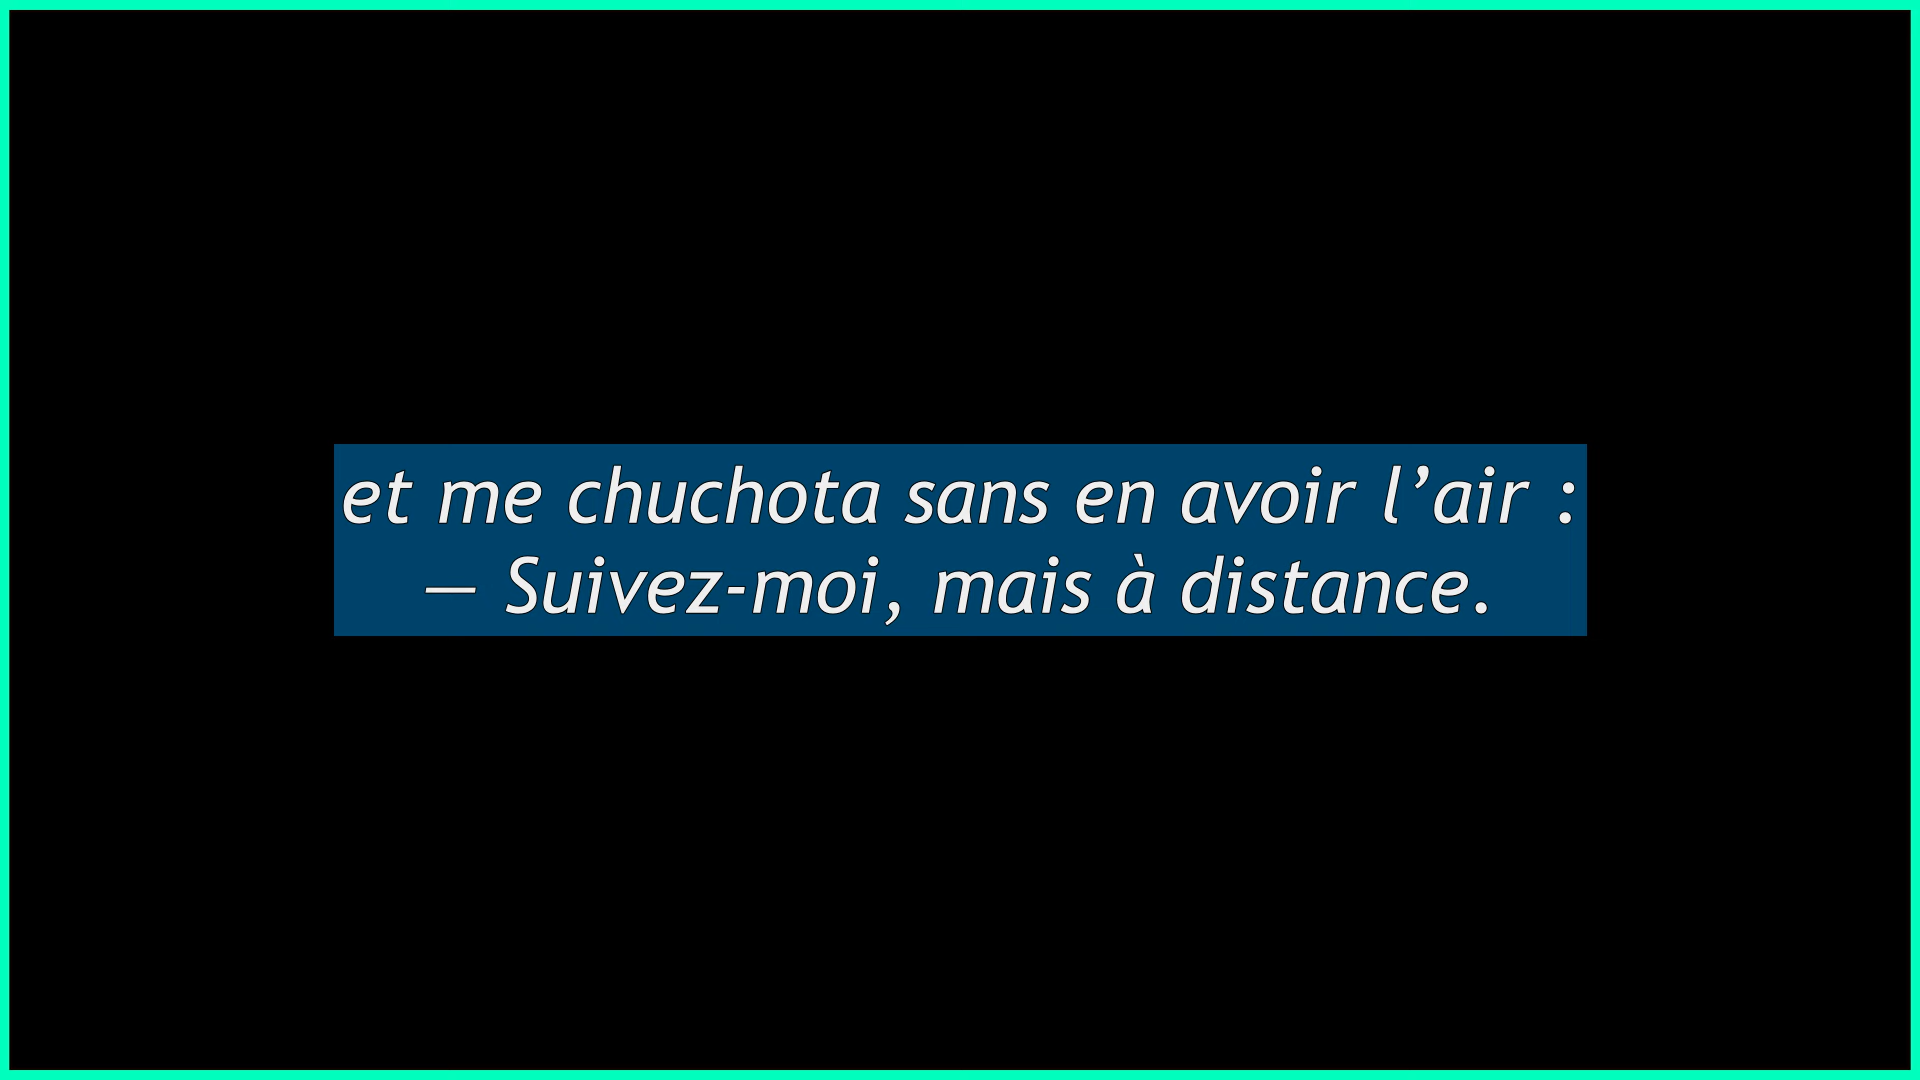 et me chuchota sans en avoir l’air :
— Suivez-moi, mais à distance.